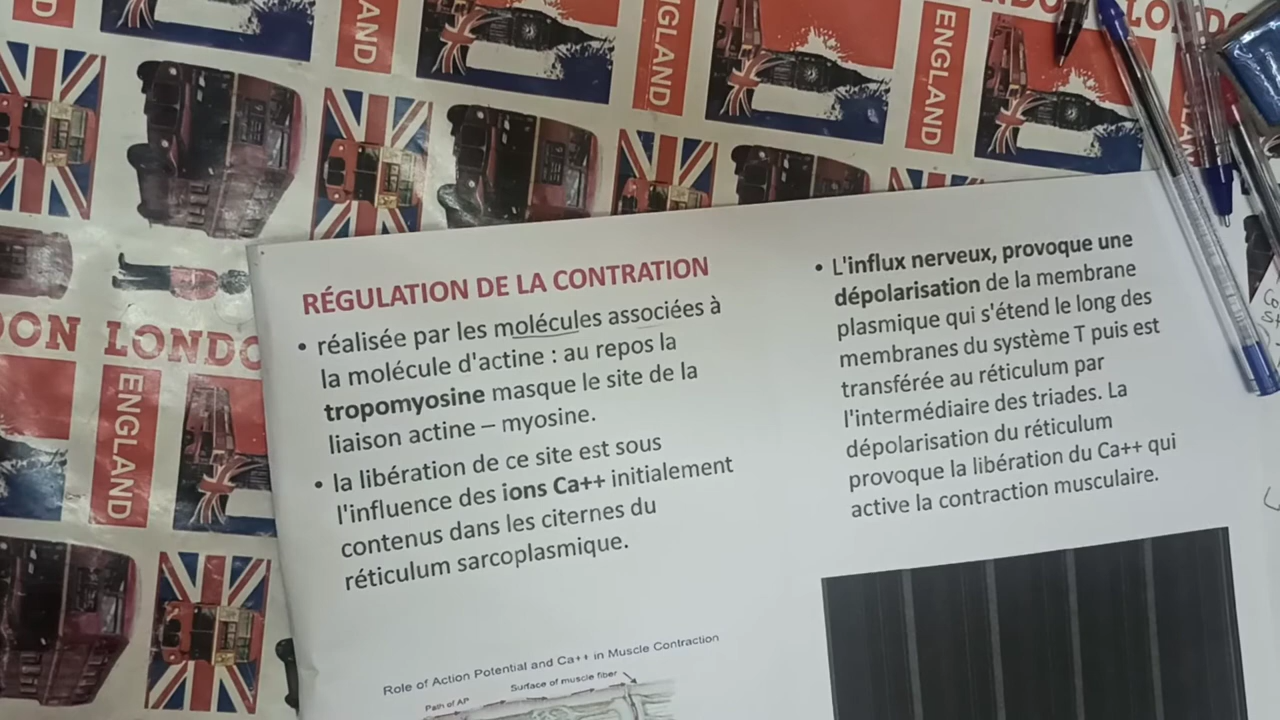 ENGLAND
ENGLAND
ENGLAND
LONDON
LONDON
ENGLAND
RÉGULATION DE LA CONTRATION
• réalisée par les molécules associées à
la molécule d'actine : au repos la
tropomyosine masque le site de la
liaison actine – myosine.
• la libération de ce site est sous
l'influence des ions Ca++ initialement
contenus dans les citernes du
réticulum sarcoplasmique.
Role of Action Potential and Ca++ in Muscle Contraction
Surface of muscle fiber
Path of AP
• L'influx nerveux, provoque une
dépolarisation de la membrane
plasmique qui s'étend le long des
membranes du système T puis est
transférée au réticulum par
l'intermédiaire des triades. La
dépolarisation du réticulum
provoque la libération du Ca++ qui
active la contraction musculaire.